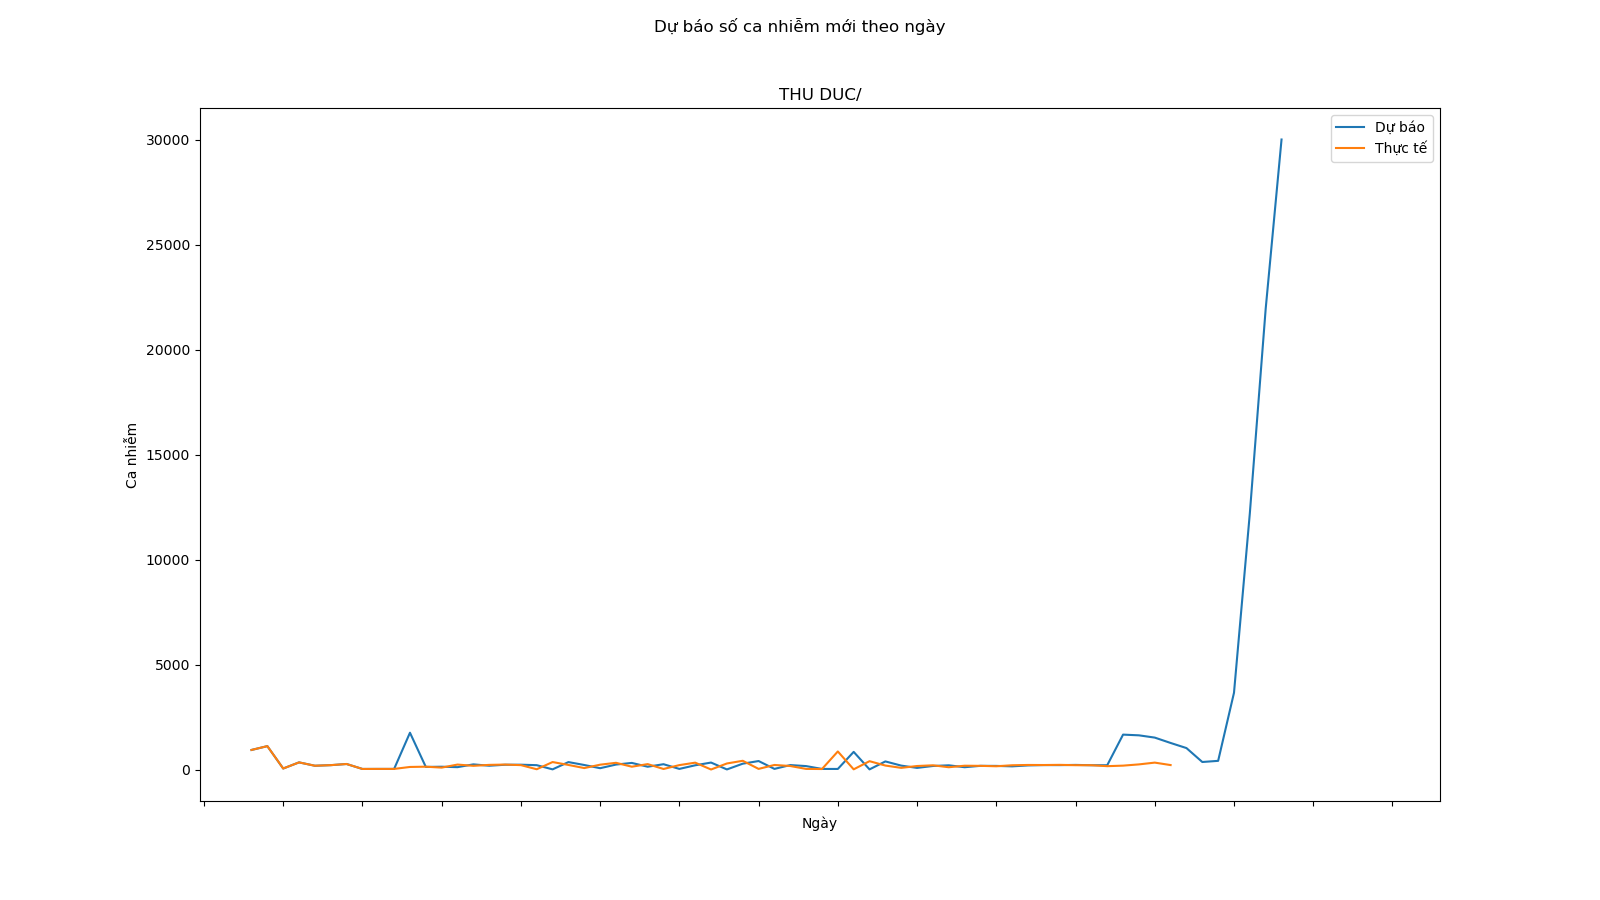 Dự báo số ca nhiễm mới theo ngày
THU DUC/
Dự báo
Thực tế
30000
25000
20000
15000
10000
5000
0
Ca nhiễm
Ngày